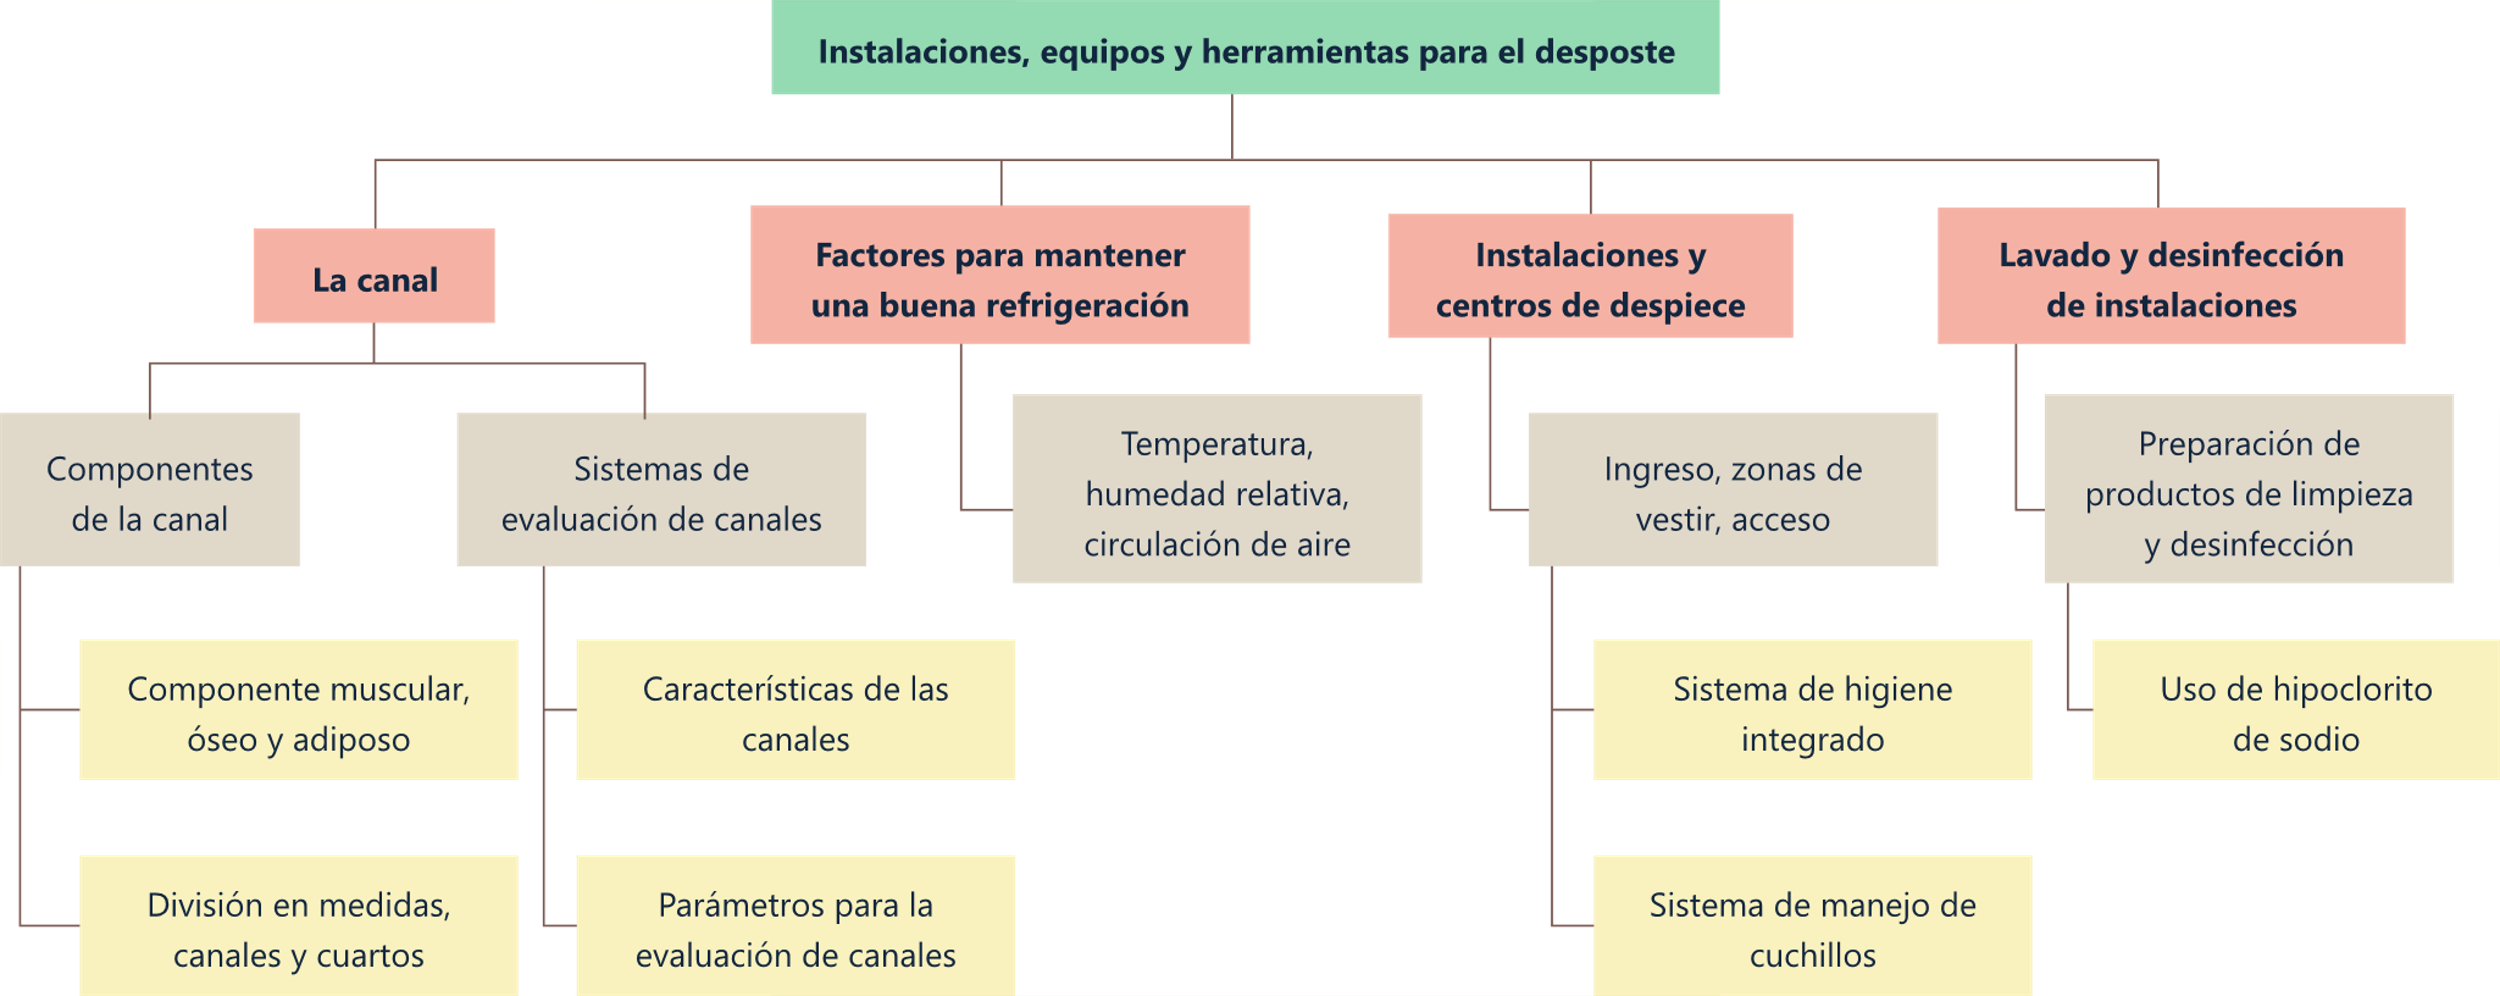 Instalaciones, equipos y herramientas para el desposte
La canal
Factores para mantener
una buena refrigeración
Instalaciones y
centros de despiece
Lavado y desinfección
de instalaciones
Componentes
de la canal
Sistemas de
evaluación de canales
Temperatura,
humedad relativa,
circulación de aire
Ingreso, zonas de
vestir, acceso
Preparación de
productos de limpieza
y desinfección
Componente muscular,
óseo y adiposo
Características de las
canales
Sistema de higiene
integrado
Uso de hipoclorito
de sodio
División en medidas,
canales y cuartos
Parámetros para la
evaluación de canales
Sistema de manejo de
cuchillos